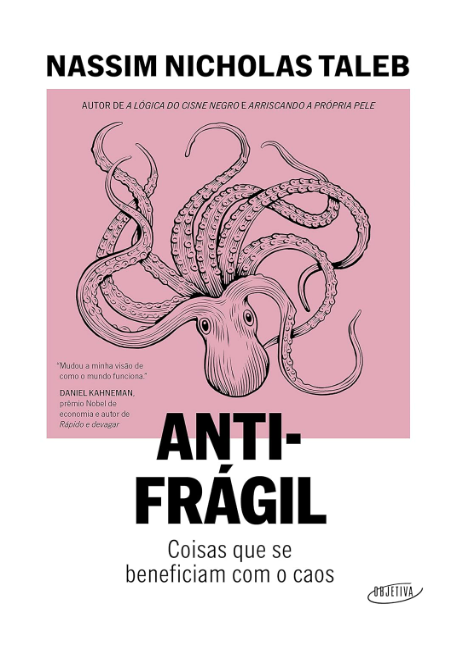 NASSIM NICHOLAS TALEB
AUTOR DE A LÓGICA DO CISNE NEGRO E ARRISCANDO A PRÓPRIA PELE
“Mudou a minha visão de
como o mundo funciona.”
DANIEL KAHNEMAN,
prêmio Nobel de
economia e autor de
Rápido e devagar
ANTI-
FRÁGIL
Coisas que se
beneficiam com o caos
OBJETIVA